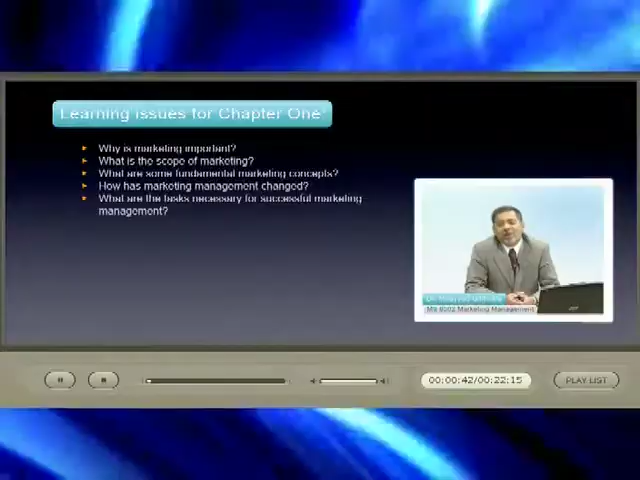 Learning issues for Chapter One
Why is marketing important?
What is the scope of marketing?
What are some fundamental marketing concepts?
How has marketing management changed?
What are the tasks necessary for successful marketing
management?
Marketing Management
00:00:42/00:22:15
PLAY LIST